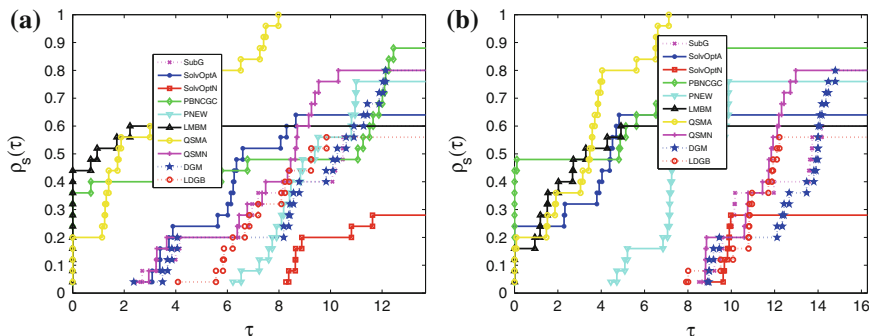 (a)
1
0.9
0.8
0.7
0.6
0.5
0.4
0.3
0.2
0.1
0
ρs(τ)
SubG
SolvOptA
SolvOptN
PBNCGC
PNEW
LMBM
QSMA
QSMN
DGM
LDGB
0 2 4 6 8 10 12
τ
(b)
1
0.9
0.8
0.7
0.6
0.5
0.4
0.3
0.2
0.1
0
ρs(τ)
SubG
SolvOptA
SolvOptN
PBNCGC
PNEW
LMBM
QSMA
QSMN
DGM
LDGB
0 2 4 6 8 10 12 14 16
τ